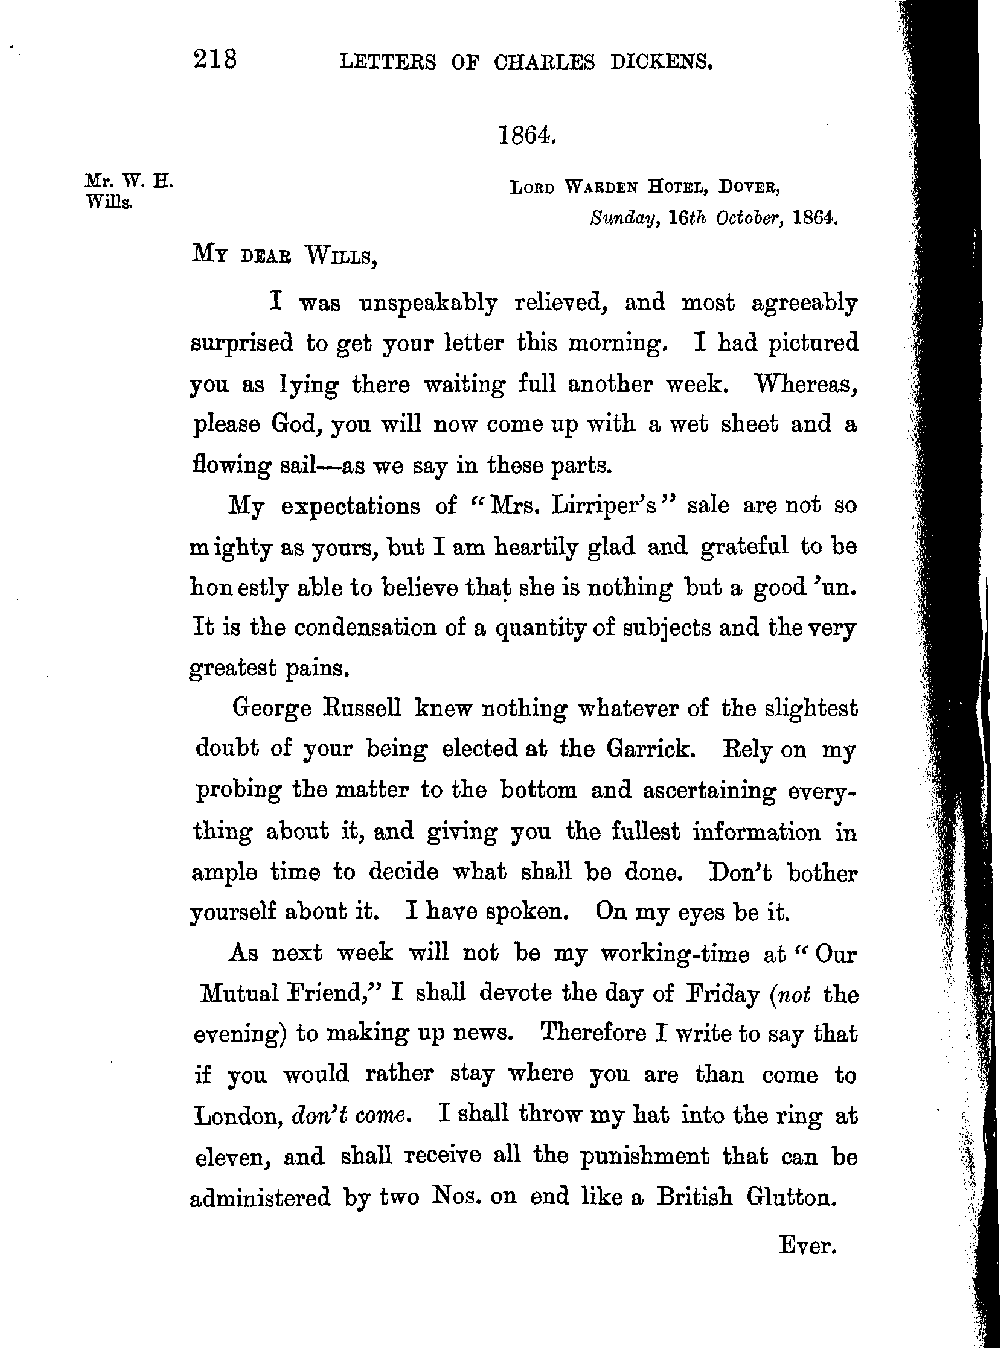 218 LETTERS OF CHARLES DICKENS.
1864.
Mr. W. H.
Wills.
LORD WARDEN HOTEL, DOVER,
Sunday, 16th October, 1864.
MY DEAR WILLS,
I was unspeakably relieved, and most agreeably
surprised to get your letter this morning. I had pictured
you as lying there waiting full another week. Whereas,
please God, you will now come up with a wet sheet and a
flowing sail—as we say in these parts.
My expectations of “Mrs. Lirriper’s” sale are not so
mighty as yours, but I am heartily glad and grateful to be
honestly able to believe that she is nothing but a good ’un.
It is the condensation of a quantity of subjects and the very
greatest pains.
George Russell knew nothing whatever of the slightest
doubt of your being elected at the Garrick. Rely on my
probing the matter to the bottom and ascertaining every-
thing about it, and giving you the fullest information in
ample time to decide what shall be done. Don’t bother
yourself about it. I have spoken. On my eyes be it.
As next week will not be my working-time at “Our
Mutual Friend,” I shall devote the day of Friday (not the
evening) to making up news. Therefore I write to say that
if you would rather stay where you are than come to
London, don’t come. I shall throw my hat into the ring at
eleven, and shall receive all the punishment that can be
administered by two Nos. on end like a British Glutton.
Ever.